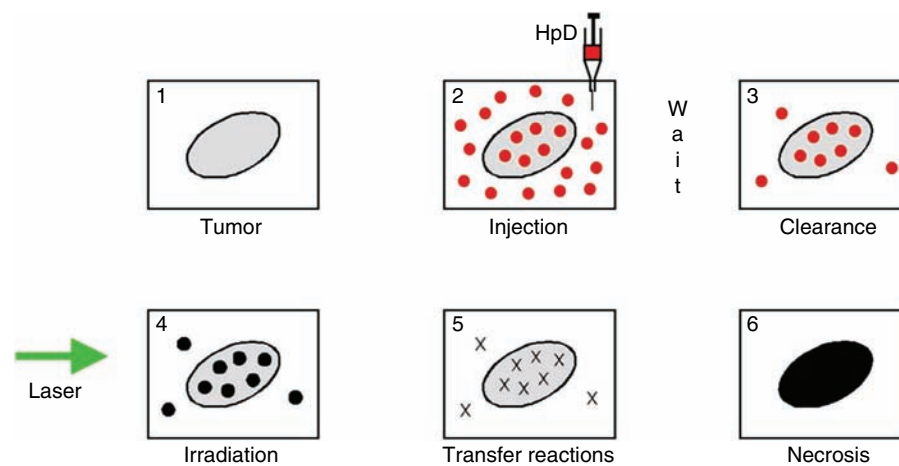 HpD
1
2
W
a
i
t
3
Tumor
Injection
Clearance
4
5
6
Laser
X
X X X
X
X X X
X
X
Irradiation
Transfer reactions
Necrosis